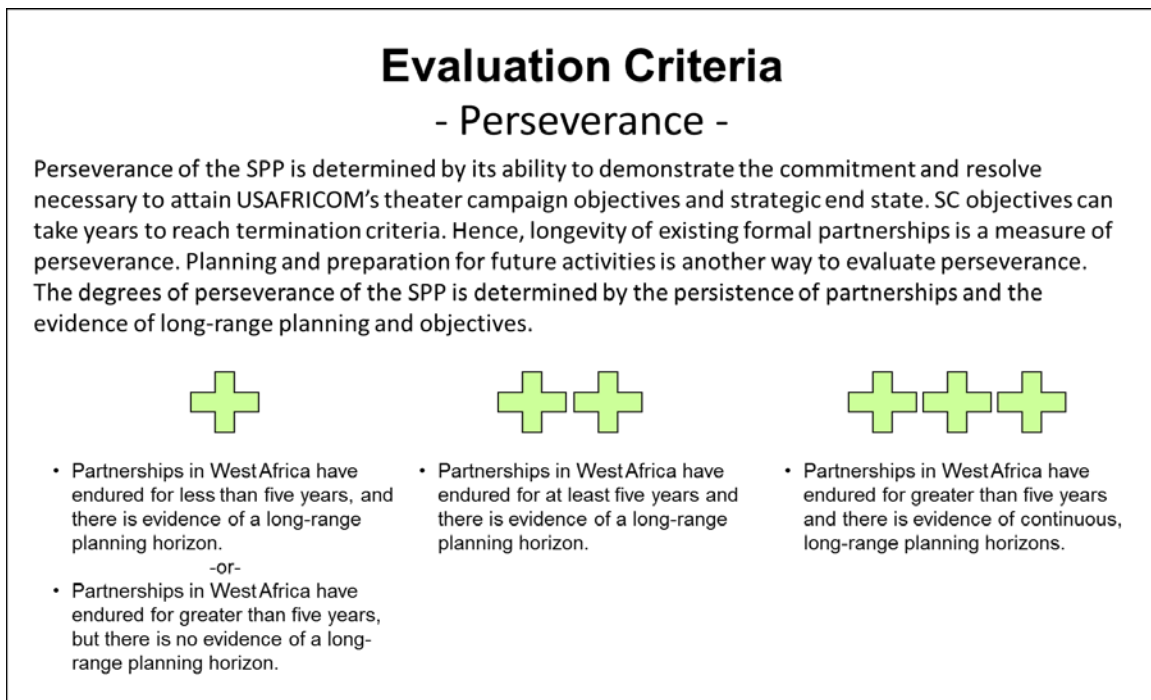 Evaluation Criteria
- Perseverance -
Perseverance of the SPP is determined by its ability to demonstrate the commitment and resolve
necessary to attain USAFRICOM's theater campaign objectives and strategic end state. SC objectives can
take years to reach termination criteria. Hence, longevity of existing formal partnerships is a measure of
perseverance. Planning and preparation for future activities is another way to evaluate perseverance.
The degrees of perseverance of the SPP is determined by the persistence of partnerships and the
evidence of long-range planning and objectives.
• Partnerships in West Africa have
endured for less than five years, and
there is evidence of a long-range
planning horizon.
-or-
• Partnerships in West Africa have
endured for greater than five years,
but there is no evidence of a long-
range planning horizon.
• Partnerships in West Africa have
endured for at least five years and
there is evidence of a long-range
planning horizon.
• Partnerships in West Africa have
endured for greater than five years
and there is evidence of continuous,
long-range planning horizons.